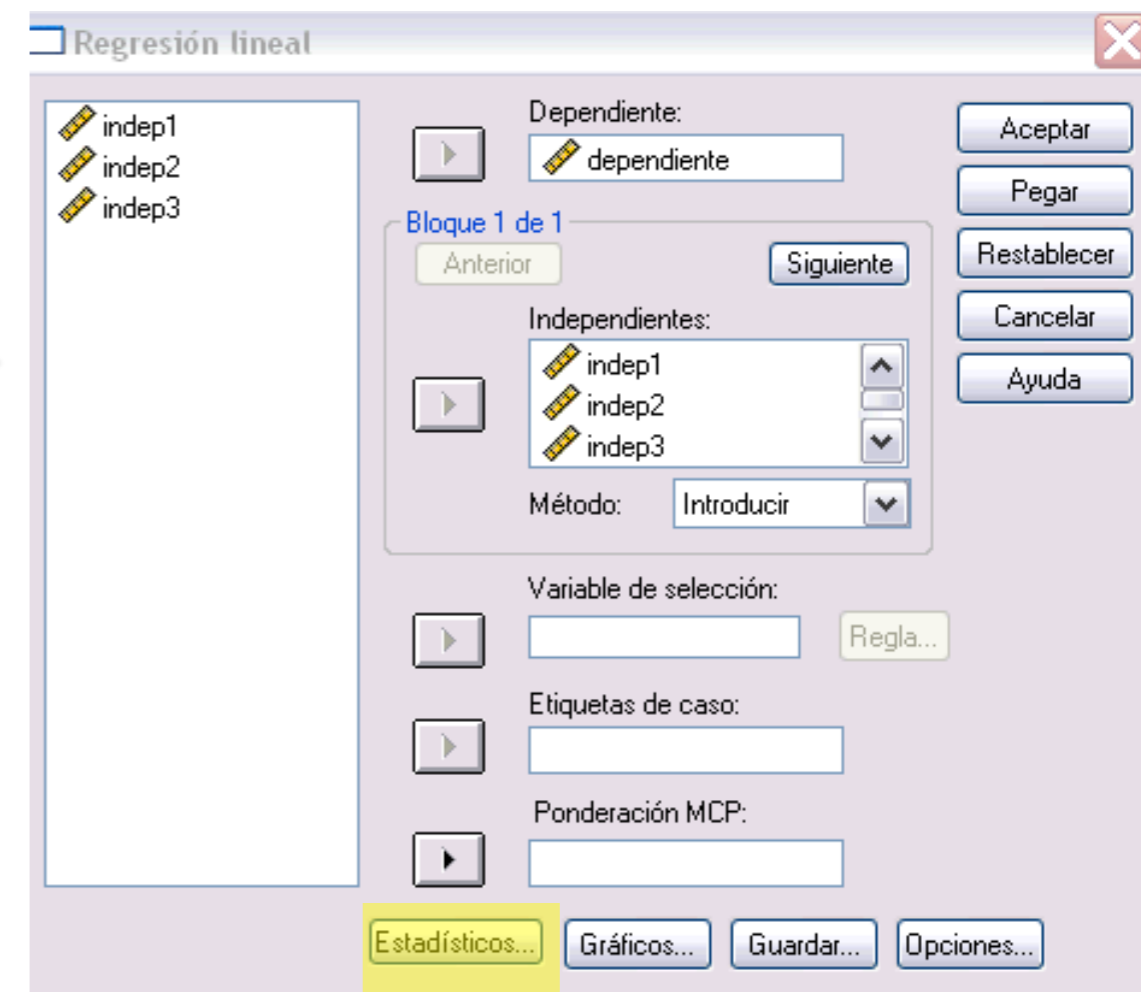 Regresión lineal
indep1
indep2
indep3
Dependiente:
dependiente
Bloque 1 de 1
Anterior
Siguiente
Independientes:
indep1
indep2
indep3
Método:
Introducir
Variable de selección:
Regla...
Etiquetas de caso:
Ponderación MCP:
Aceptar
Pegar
Restablecer
Cancelar
Ayuda
Estadísticos...
Gráficos...
Guardar...
Opciones...